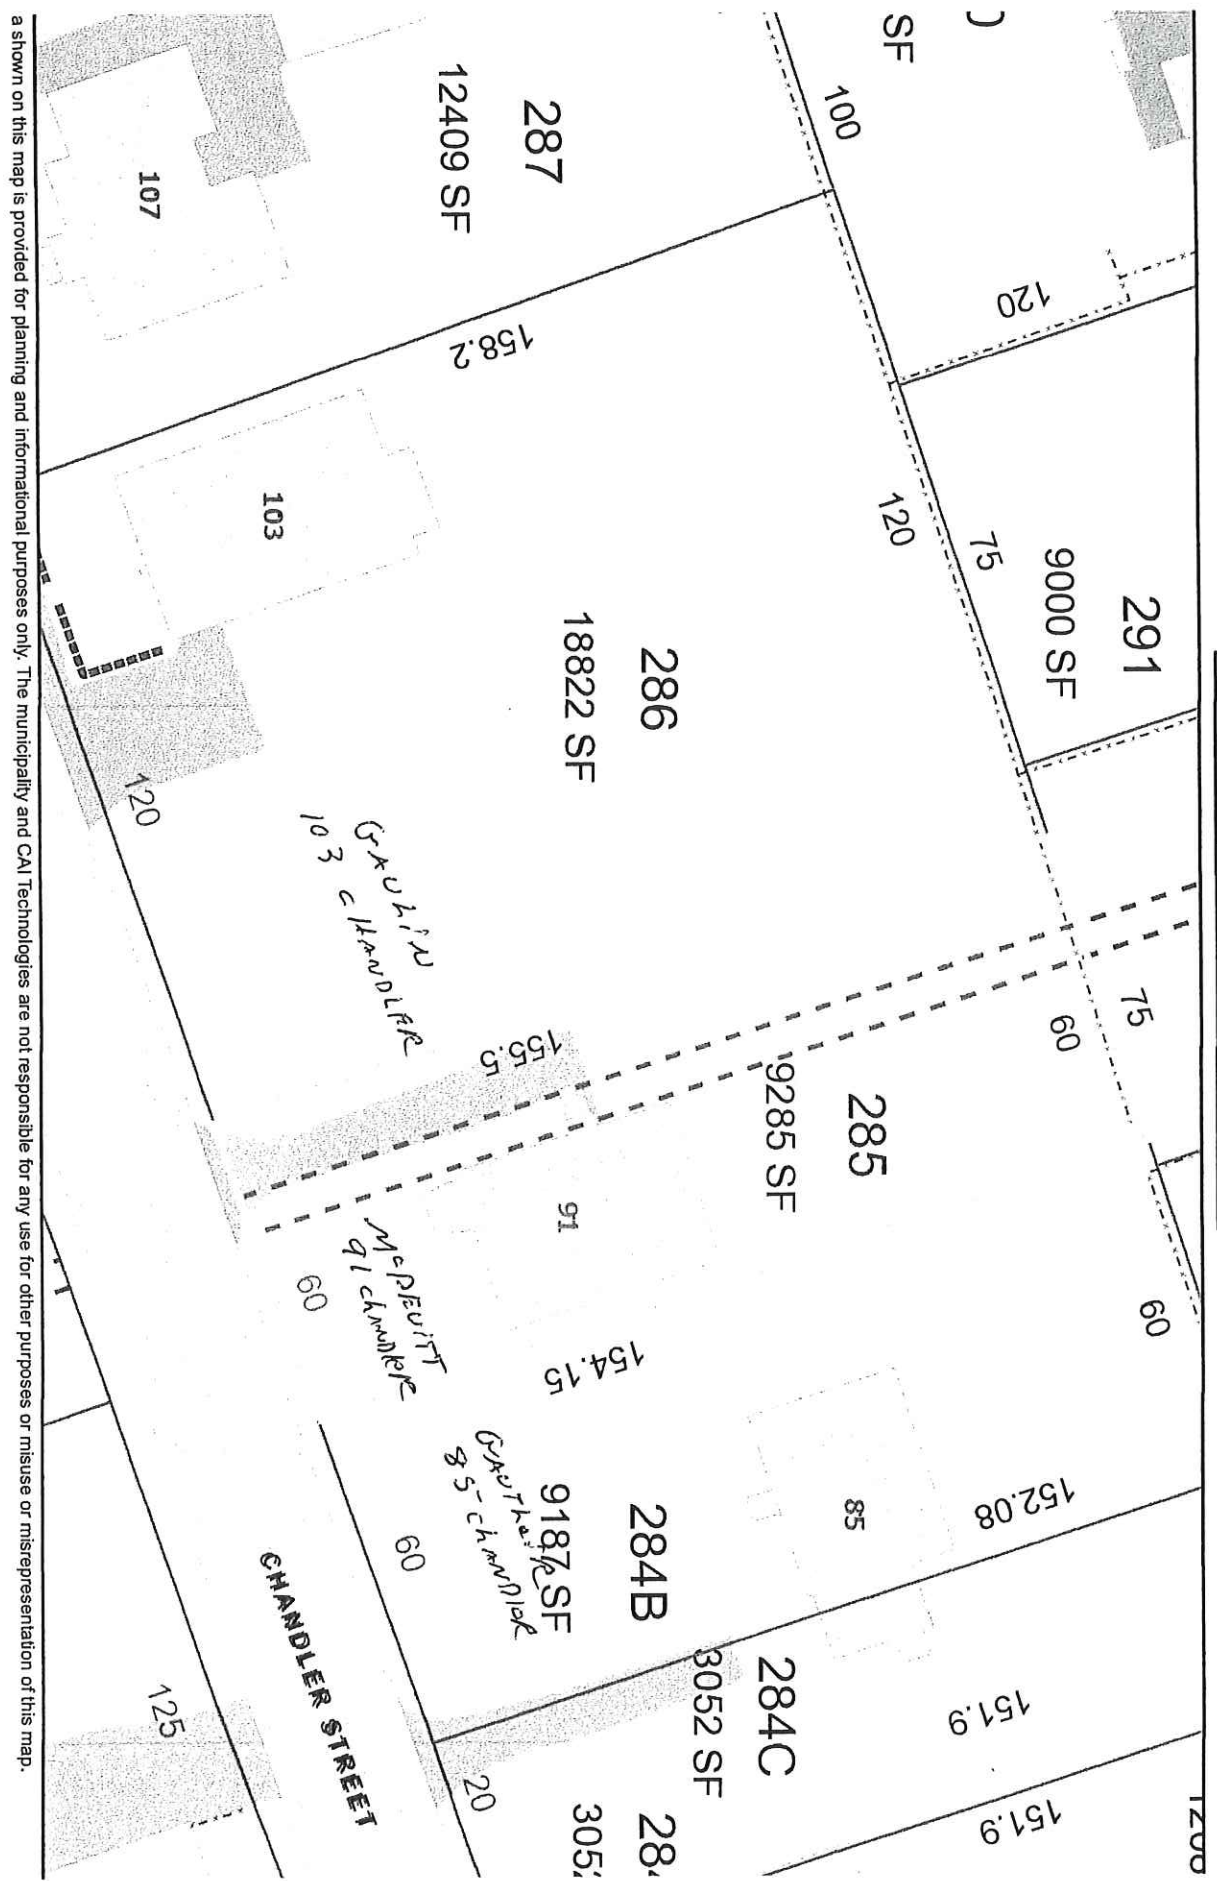 SF
100
287
12409 SF
107
120
158.2
291
9000 SF
75
120
286
18822 SF
103
120
GAULIN
103 CHANDLER
155.5
75
60
285
9285 SF
91
McDEVITT
91 CHANDLER
60
154.15
60
85
152.08
284B
9187 SF
85 CHANDLER
60
284C
3052 SF
151.9
151.9
20
CHANDLER STREET
125
a shown on this map is provided for planning and informational purposes only. The municipality and CAI Technologies are not responsible for any use for other purposes or misuse or misrepresentation of this map.